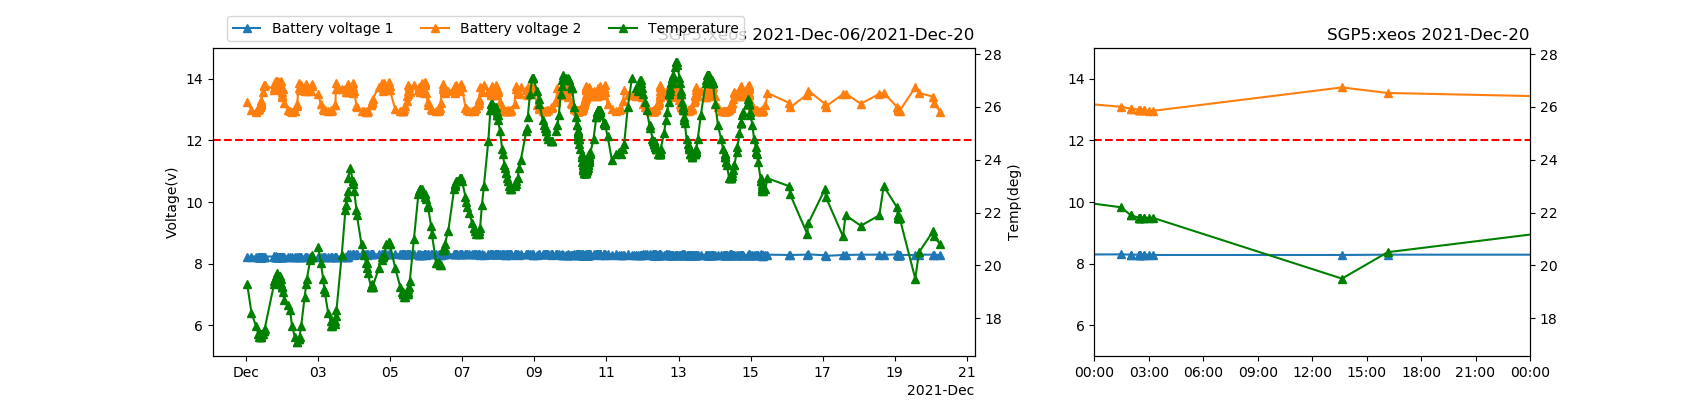 Battery voltage 1 Battery voltage 2 Temperature
SGP5:xeos 2021-Dec-06/2021-Dec-20
SGP5:xeos 2021-Dec-20
14
12
10
8
6
Voltage(v)
28
26
24
22
20
18
Temp(deg)
Dec 03 05 07 09 11 13 15 17 19 21
2021-Dec
14
12
10
8
6
28
26
24
22
20
18
00:00 03:00 06:00 09:00 12:00 15:00 18:00 21:00 00:00